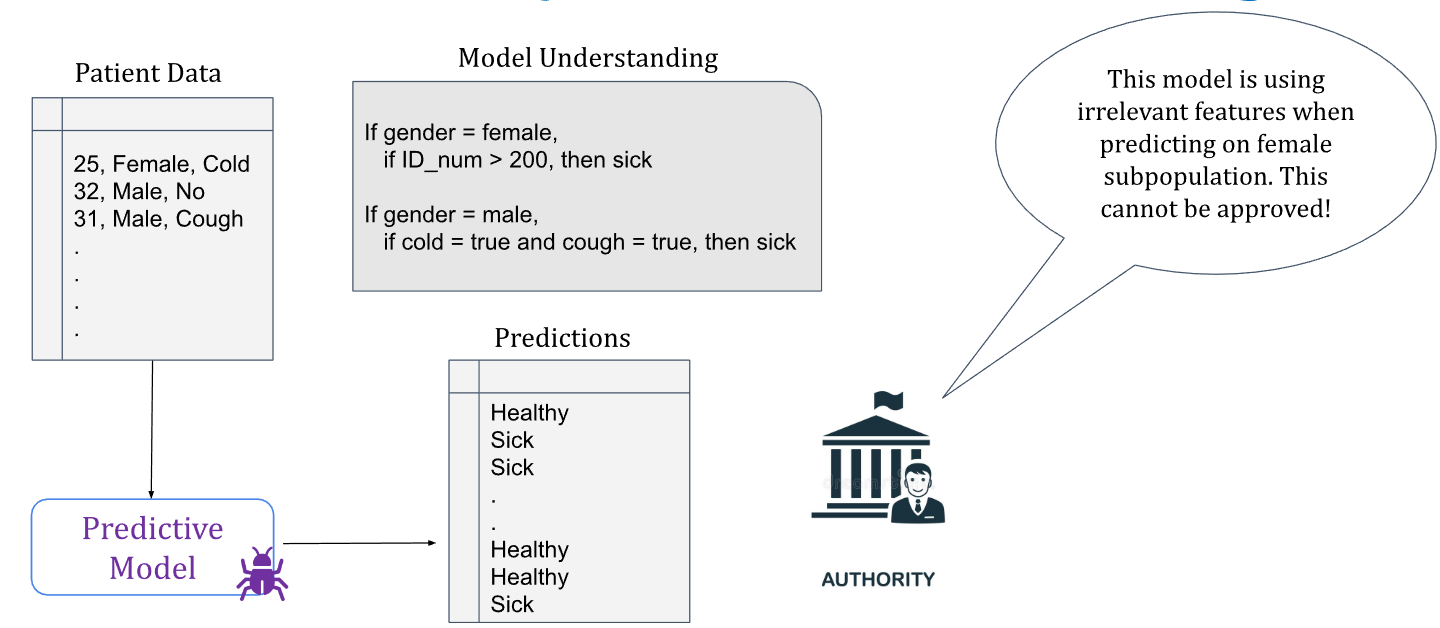 Patient Data
25, Female, Cold
32, Male, No
31, Male, Cough
.
.
.
.
Model Understanding
If gender = female,
if ID_num > 200, then sick
If gender = male,
if cold = true and cough = true, then sick
This model is using
irrelevant features when
predicting on female
subpopulation. This
cannot be approved!
Predictive
Model
Predictions
Healthy
Sick
Sick
.
.
Healthy
Healthy
Sick
AUTHORITY